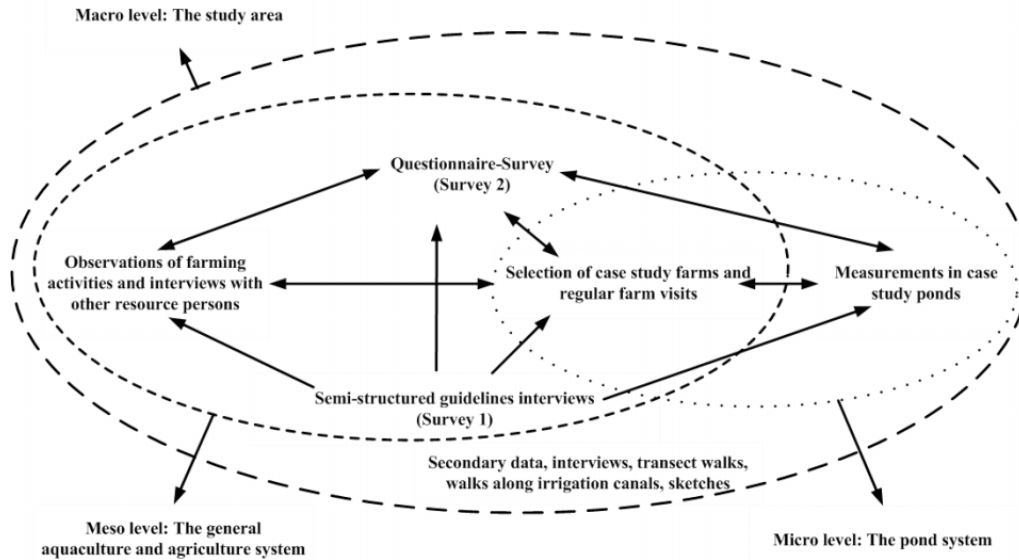 Macro level: The study area
Questionnaire-Survey
(Survey 2)
Observations of farming
activities and interviews with
other resource persons
Selection of case study farms and
regular farm visits
Measurements in case
study ponds
Semi-structured guidelines interviews
(Survey 1)
Secondary data, interviews, transect walks,
walks along irrigation canals, sketches
Meso level: The general
aquaculture and agriculture system
Micro level: The pond system